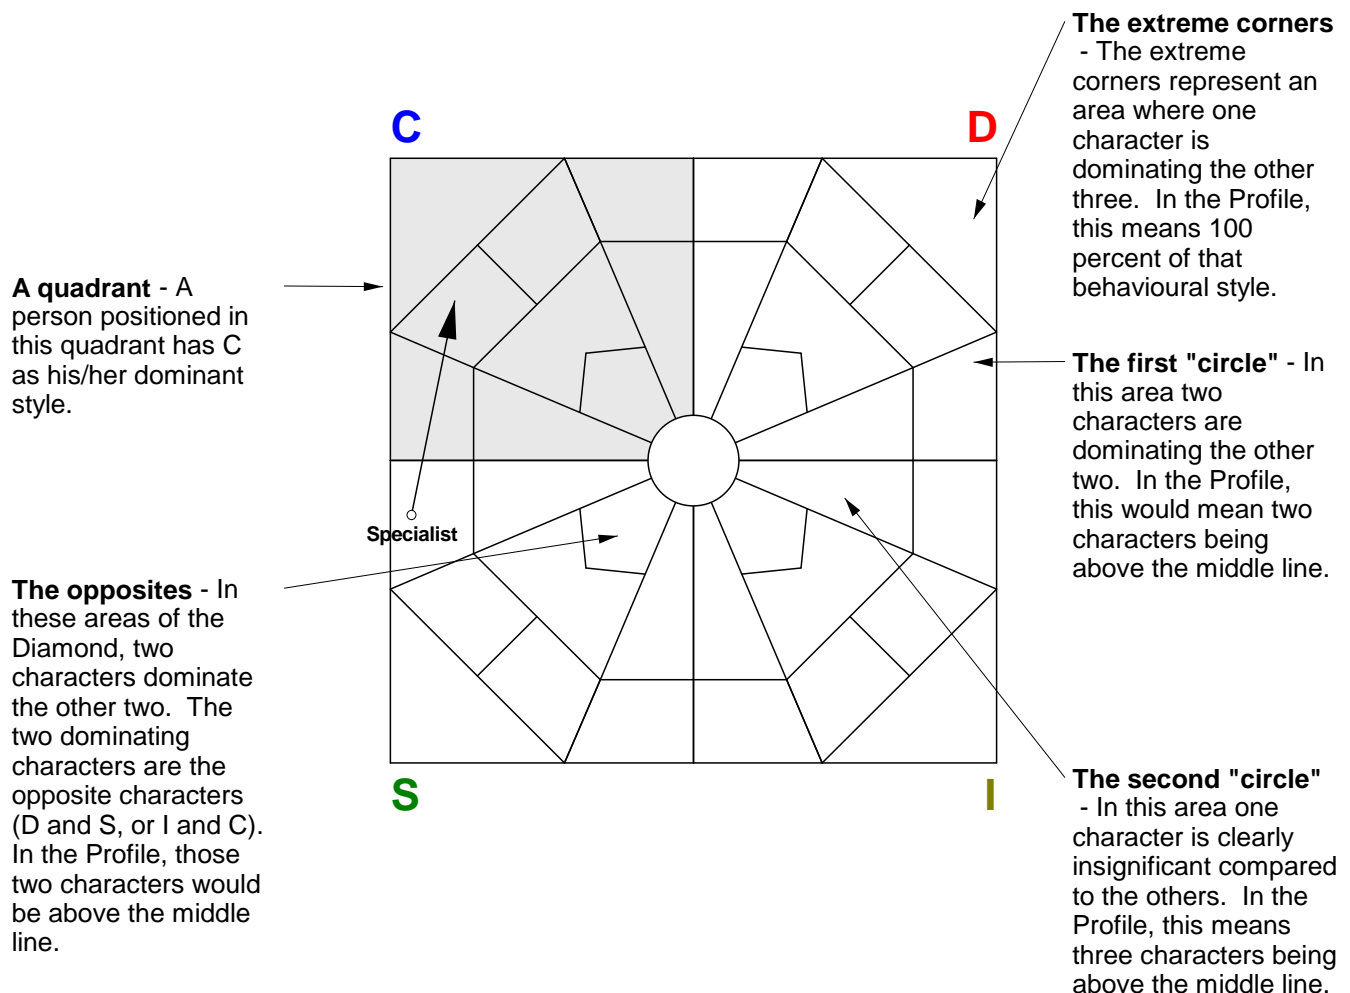 The extreme corners
- The extreme
corners represent an
area where one
character is
dominating the other
three. In the Profile,
this means 100
percent of that
behavioural style.
C
D
A quadrant - A
person positioned in
this quadrant has C
as his/her dominant
style.
The first "circle" - In
this area two
characters are
dominating the other
two. In the Profile,
this would mean two
characters being
above the middle line.
Specialist
The opposites - In
these areas of the
Diamond, two
characters dominate
the other two. The
two dominating
characters are the
opposite characters
(D and S, or I and C).
In the Profile, those
two characters would
be above the middle
line.
S
I
The second "circle"
- In this area one
character is clearly
insignificant compared
to the others. In the
Profile, this means
three characters being
above the middle line.